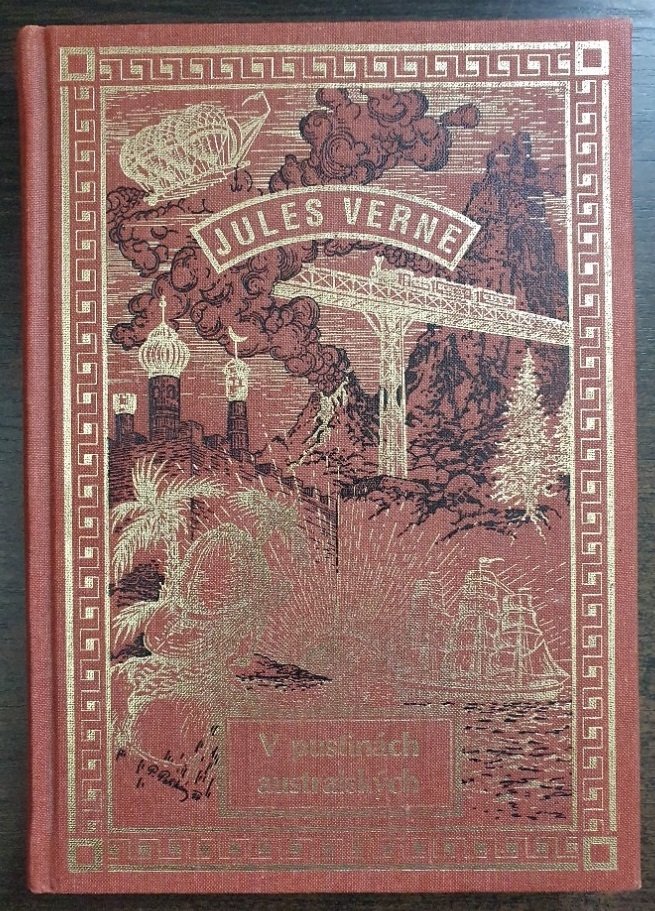 JULES VERNE
V pustinách
australských